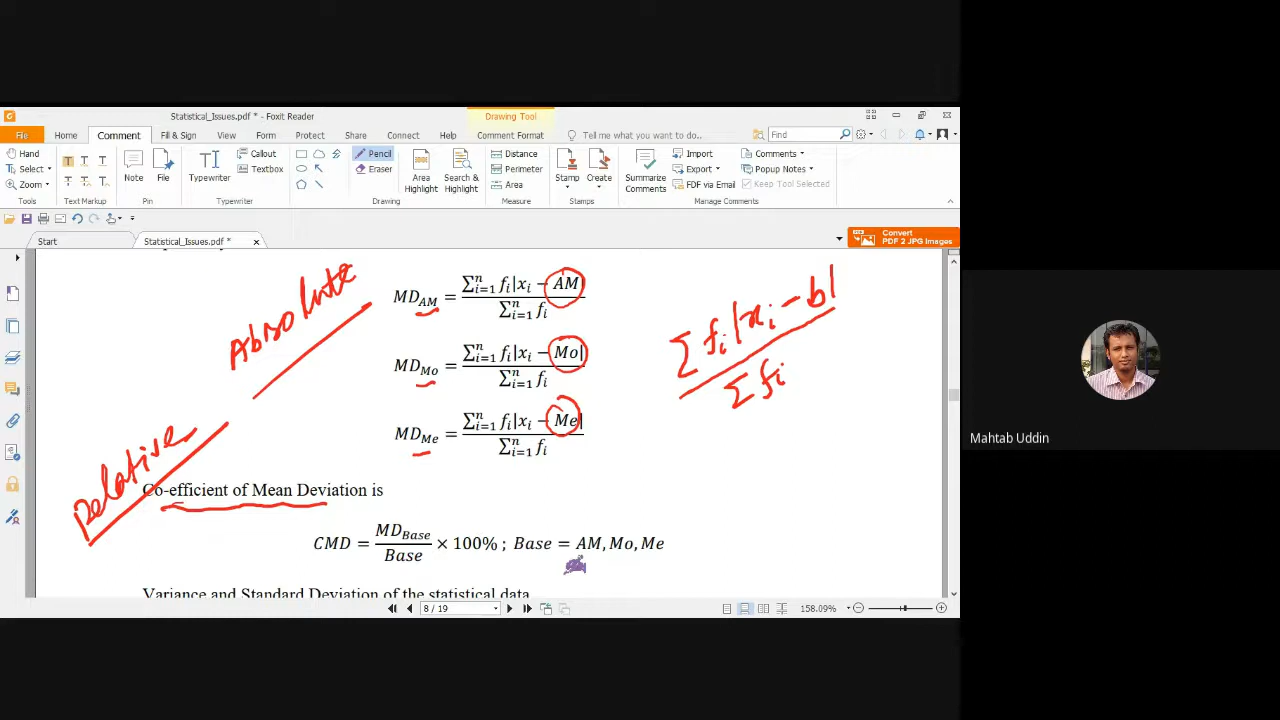 Statistical_Issues.pdf * - Foxit Reader
Drawing Tool
File Home Comment Fill & Sign View Form Protect Share Connect Help Comment Format Tell me what you want to do... Find
Hand
Select
Zoom
Tools
Text Markup
Note
File
Pin
Typewriter
Callout
Textbox
Typewriter
Pencil
Eraser
Drawing
Area Highlight
Search & Highlight
Distance
Perimeter
Area
Measure
Stamp
Create
Stamps
Summarize Comments
Import
Export
FDF via Email
Comments
Popup Notes
Keep Tool Selected
Manage Comments
Start
Statistical_Issues.pdf *
Convert
PDF 2 JPG Images
Absolute
MD_AM = ∑_{i=1}^{n} f_i|x_i − AM| / ∑_{i=1}^{n} f_i
MD_Mo = ∑_{i=1}^{n} f_i|x_i − Mo| / ∑_{i=1}^{n} f_i
MD_Me = ∑_{i=1}^{n} f_i|x_i − Me| / ∑_{i=1}^{n} f_i
∑ f_i|x_i − b|
∑ f_i
Relative
Co-efficient of Mean Deviation is
CMD = MD_Base / Base × 100% ; Base = AM, Mo, Me
Variance and Standard Deviation of the statistical data
8 / 19
158.09%
Mahtab Uddin